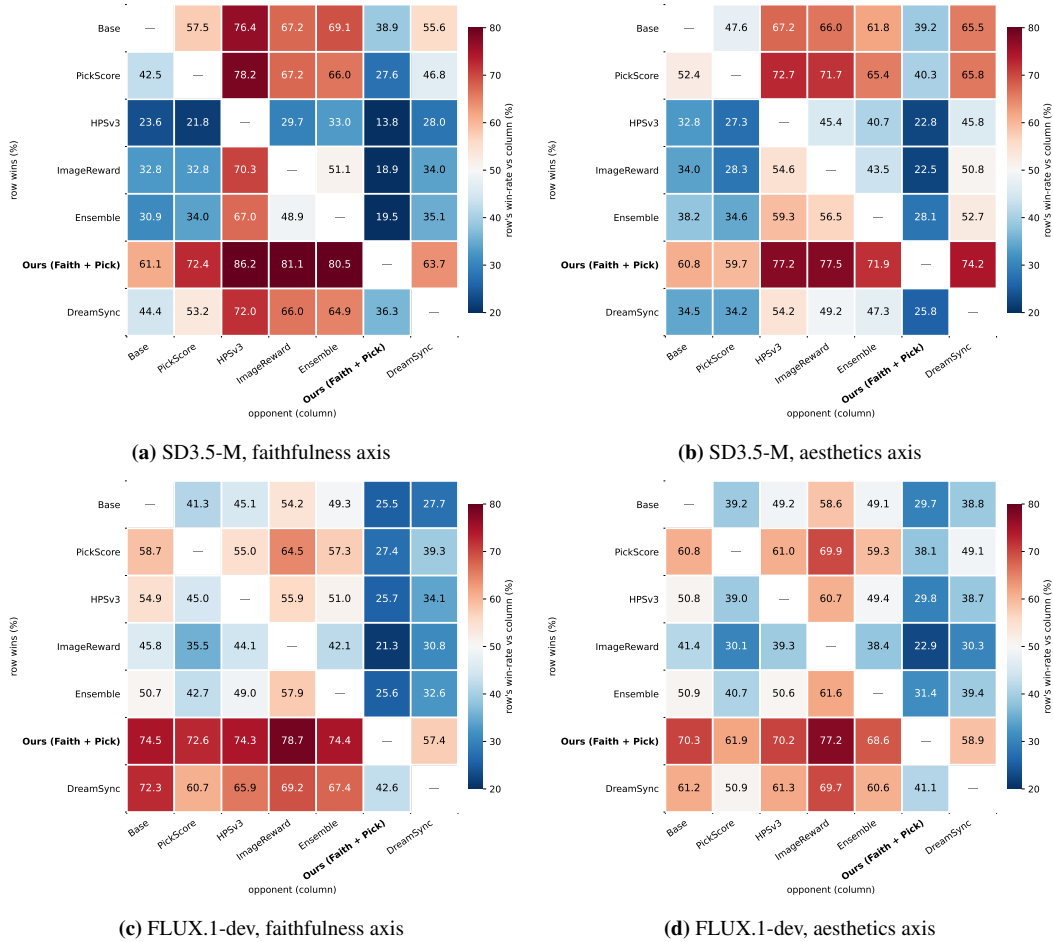 Base — 57.5 76.4 67.2 69.1 38.9 55.6
PickScore 42.5 — 78.2 67.2 66.0 27.6 46.8
HPSv3 23.6 21.8 — 29.7 33.0 13.8 28.0
ImageReward 32.8 32.8 70.3 — 51.1 18.9 34.0
Ensemble 30.9 34.0 67.0 48.9 — 19.5 35.1
Ours (Faith + Pick) 61.1 72.4 86.2 81.1 80.5 — 63.7
DreamSync 44.4 53.2 72.0 66.0 64.9 36.3 —
row wins (%)
Base PickScore HPSv3 ImageReward Ensemble Ours (Faith + Pick) DreamSync
opponent (column)
80
70
60
50
40
30
20
row's win-rate vs column (%)
(a) SD3.5-M, faithfulness axis
Base — 47.6 67.2 66.0 61.8 39.2 65.5
PickScore 52.4 — 72.7 71.7 65.4 40.3 65.8
HPSv3 32.8 27.3 — 45.4 40.7 22.8 45.8
ImageReward 34.0 28.3 54.6 — 43.5 22.5 50.8
Ensemble 38.2 34.6 59.3 56.5 — 28.1 52.7
Ours (Faith + Pick) 60.8 59.7 77.2 77.5 71.9 — 74.2
DreamSync 34.5 34.2 54.2 49.2 47.3 25.8 —
row wins (%)
Base PickScore HPSv3 ImageReward Ensemble Ours (Faith + Pick) DreamSync
opponent (column)
80
70
60
50
40
30
20
row's win-rate vs column (%)
(b) SD3.5-M, aesthetics axis
Base — 41.3 45.1 54.2 49.3 25.5 27.7
PickScore 58.7 — 55.0 64.5 57.3 27.4 39.3
HPSv3 54.9 45.0 — 55.9 51.0 25.7 34.1
ImageReward 45.8 35.5 44.1 — 42.1 21.3 30.8
Ensemble 50.7 42.7 49.0 57.9 — 25.6 32.6
Ours (Faith + Pick) 74.5 72.6 74.3 78.7 74.4 — 57.4
DreamSync 72.3 60.7 65.9 69.2 67.4 42.6 —
row wins (%)
Base PickScore HPSv3 ImageReward Ensemble Ours (Faith + Pick) DreamSync
opponent (column)
80
70
60
50
40
30
20
row's win-rate vs column (%)
(c) FLUX.1-dev, faithfulness axis
Base — 39.2 49.2 58.6 49.1 29.7 38.8
PickScore 60.8 — 61.0 69.9 59.3 38.1 49.1
HPSv3 50.8 39.0 — 60.7 49.4 29.8 38.7
ImageReward 41.4 30.1 39.3 — 38.4 22.9 30.3
Ensemble 50.9 40.7 50.6 61.6 — 31.4 39.4
Ours (Faith + Pick) 70.3 61.9 70.2 77.2 68.6 — 58.9
DreamSync 61.2 50.9 61.3 69.7 60.6 41.1 —
row wins (%)
Base PickScore HPSv3 ImageReward Ensemble Ours (Faith + Pick) DreamSync
opponent (column)
80
70
60
50
40
30
20
row's win-rate vs column (%)
(d) FLUX.1-dev, aesthetics axis